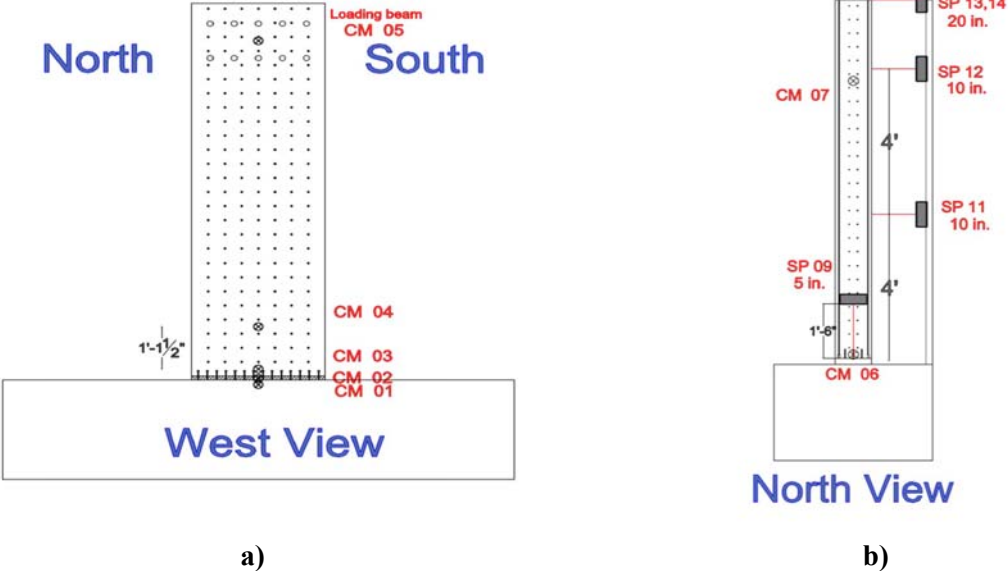 Loading beam
CM 05
North
South
CM 04
1'-1½"
CM 03
CM 02
CM 01
West View
a)
SP 13,14
20 in.
SP 12
10 in.
CM 07
4'
SP 11
10 in.
SP 09
5 in.
4'
1'-6"
CM 06
North View
b)